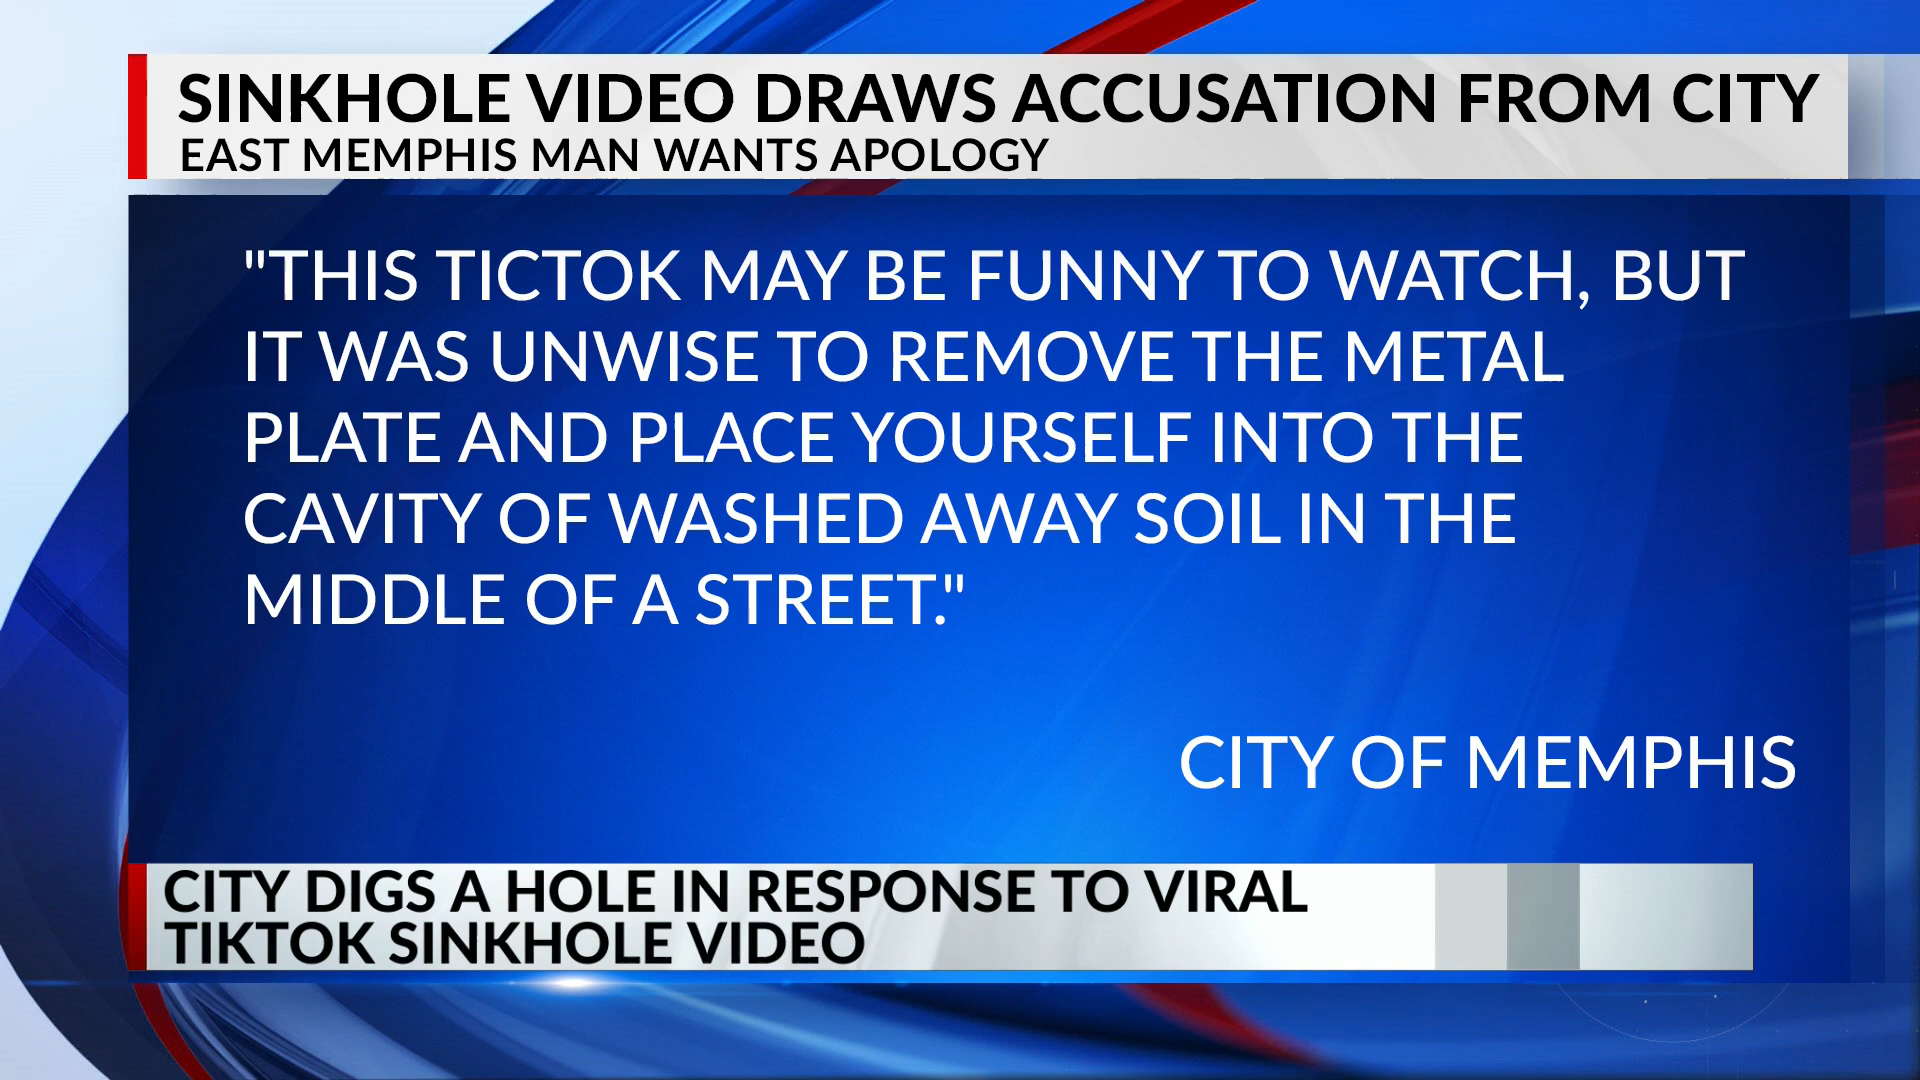 SINKHOLE VIDEO DRAWS ACCUSATION FROM CITY
EAST MEMPHIS MAN WANTS APOLOGY
"THIS TICTOK MAY BE FUNNY TO WATCH, BUT
IT WAS UNWISE TO REMOVE THE METAL
PLATE AND PLACE YOURSELF INTO THE
CAVITY OF WASHED AWAY SOIL IN THE
MIDDLE OF A STREET."
CITY OF MEMPHIS
CITY DIGS A HOLE IN RESPONSE TO VIRAL
TIKTOK SINKHOLE VIDEO